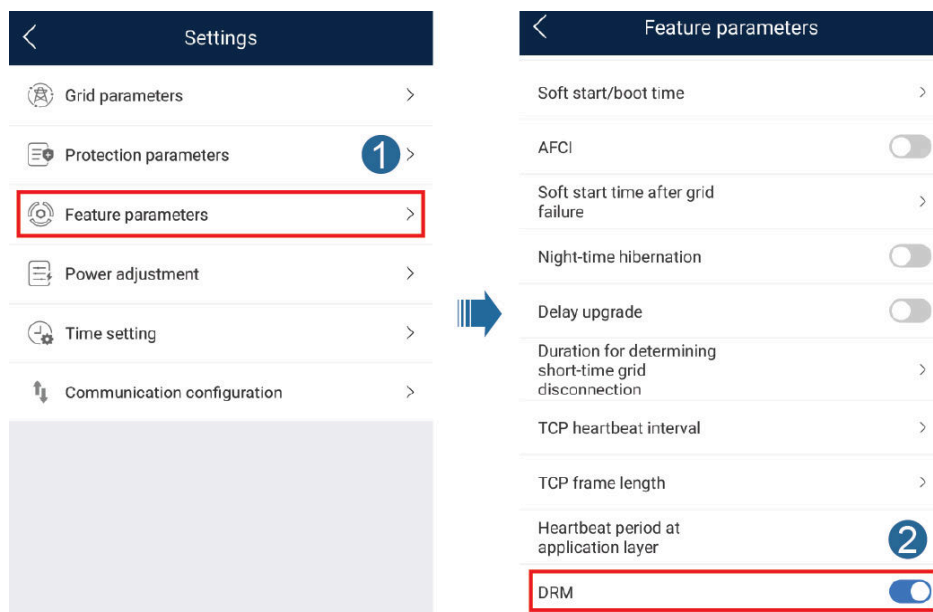 Settings
Grid parameters
Protection parameters
1
Feature parameters
Power adjustment
Time setting
Communication configuration
Feature parameters
Soft start/boot time
AFCI
Soft start time after grid
failure
Night-time hibernation
Delay upgrade
Duration for determining
short-time grid
disconnection
TCP heartbeat interval
TCP frame length
Heartbeat period at
application layer
2
DRM